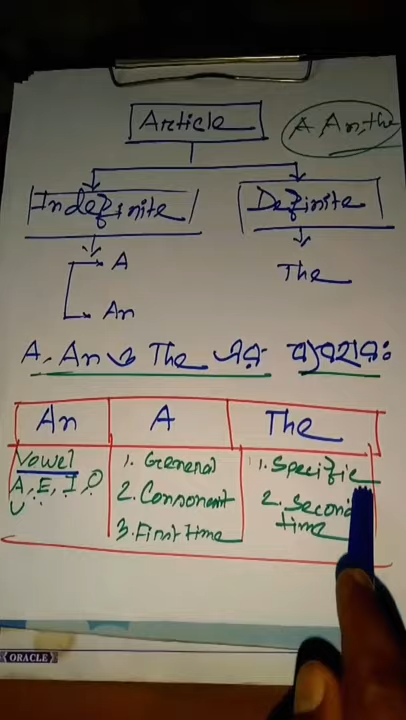 Article
A, An, the
Indefinite
Definite
A
The
An
A, An ও The এর ব্যবহারঃ
An
A
The
Vowel
A, E, I, O
U
1. General
2. Consonant
3. First time
1. Specific
2. Second
time
ORACLE